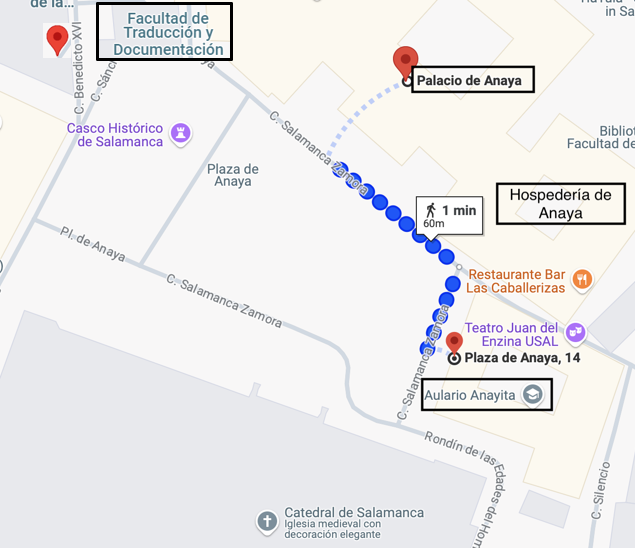 de la...
Facultad de
Traducción y
Documentación
C. Benedicto XVI
C. Sánc
aya
Palacio de Anaya
in Sa
Casco Histórico
de Salamanca
C. Salamanca Zamora
Bibliot
Facultad de
Plaza de
Anaya
1 min
60m
Hospedería de
Anaya
Pl. de Anaya
C. Salamanca Zamora
Restaurante Bar
Las Caballerizas
Teatro Juan del
Enzina USAL
Plaza de Anaya, 14
C. Salamanca Zamora
Aulario Anayita
Rondín de las Edades del Hom
C. Silencio
Catedral de Salamanca
Iglesia medieval con
decoración elegante